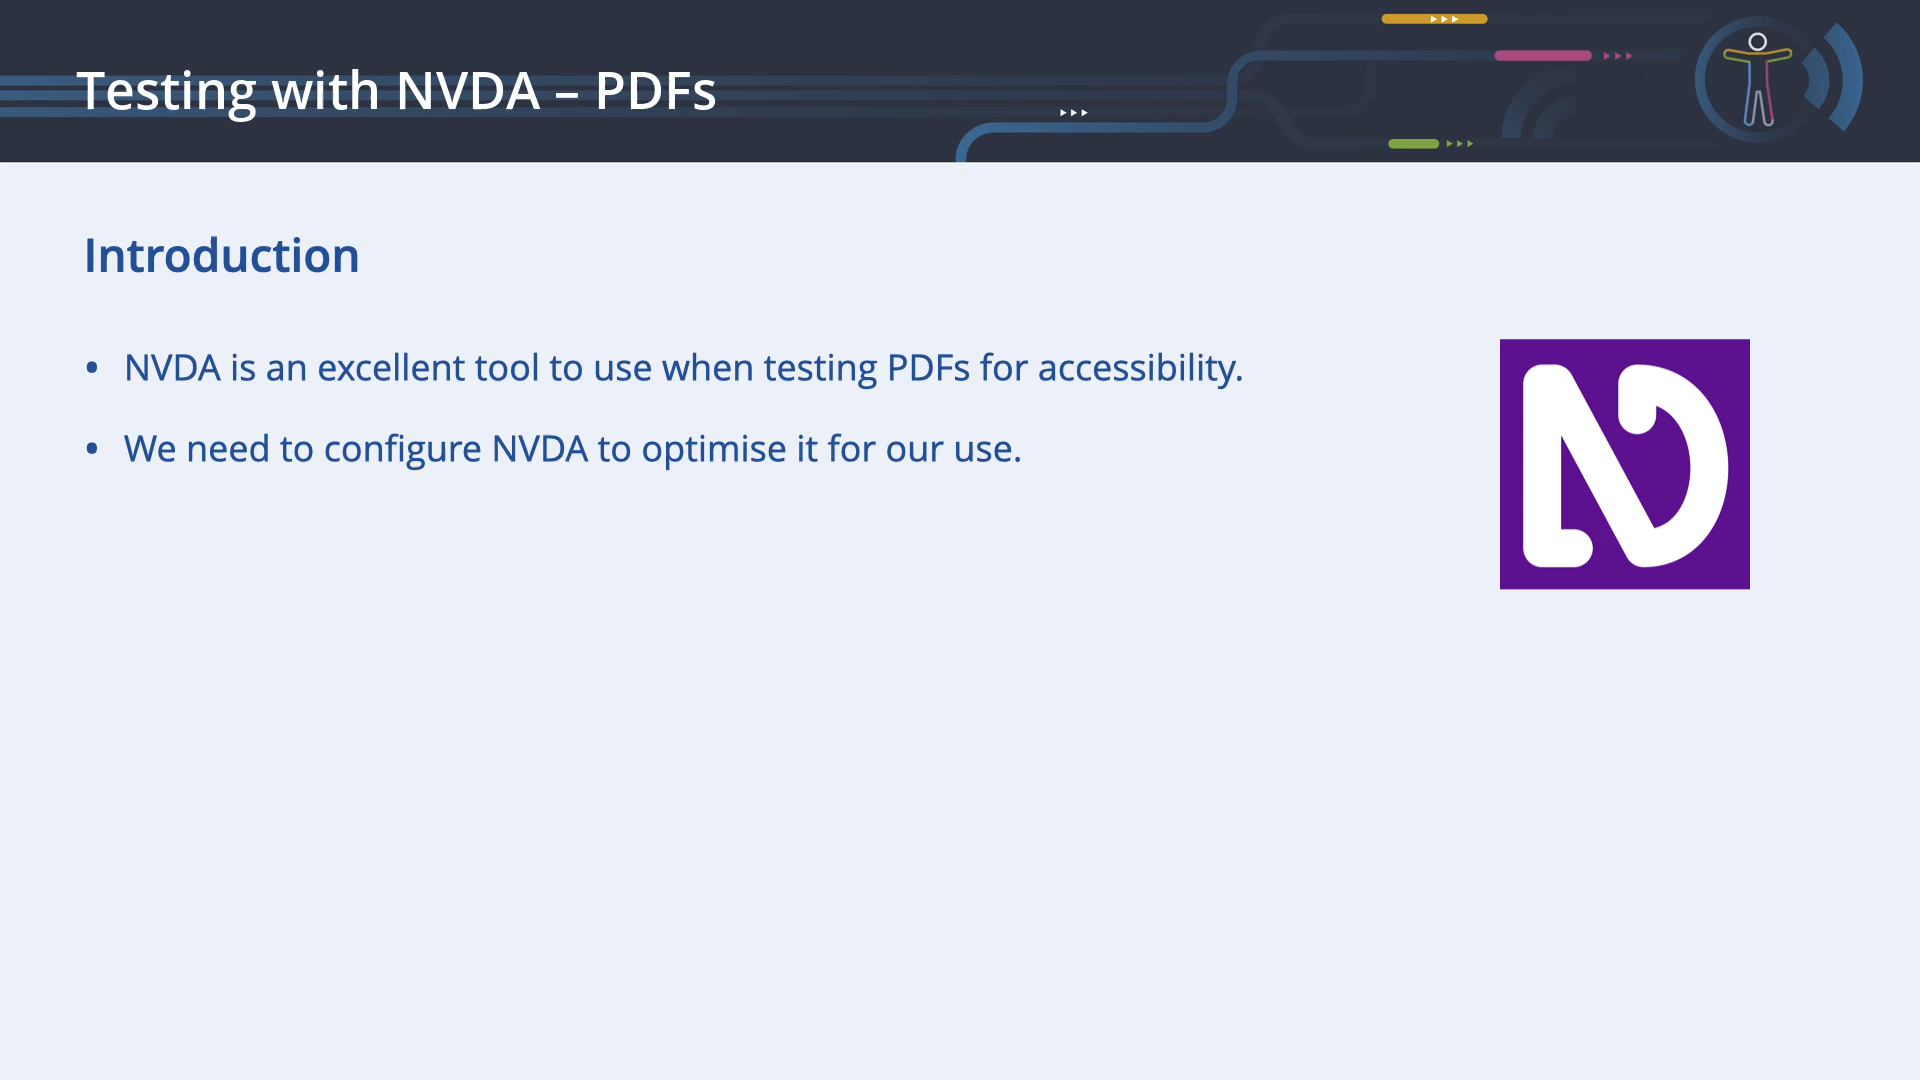 Testing with NVDA – PDFs
Introduction
• NVDA is an excellent tool to use when testing PDFs for accessibility.
• We need to configure NVDA to optimise it for our use.